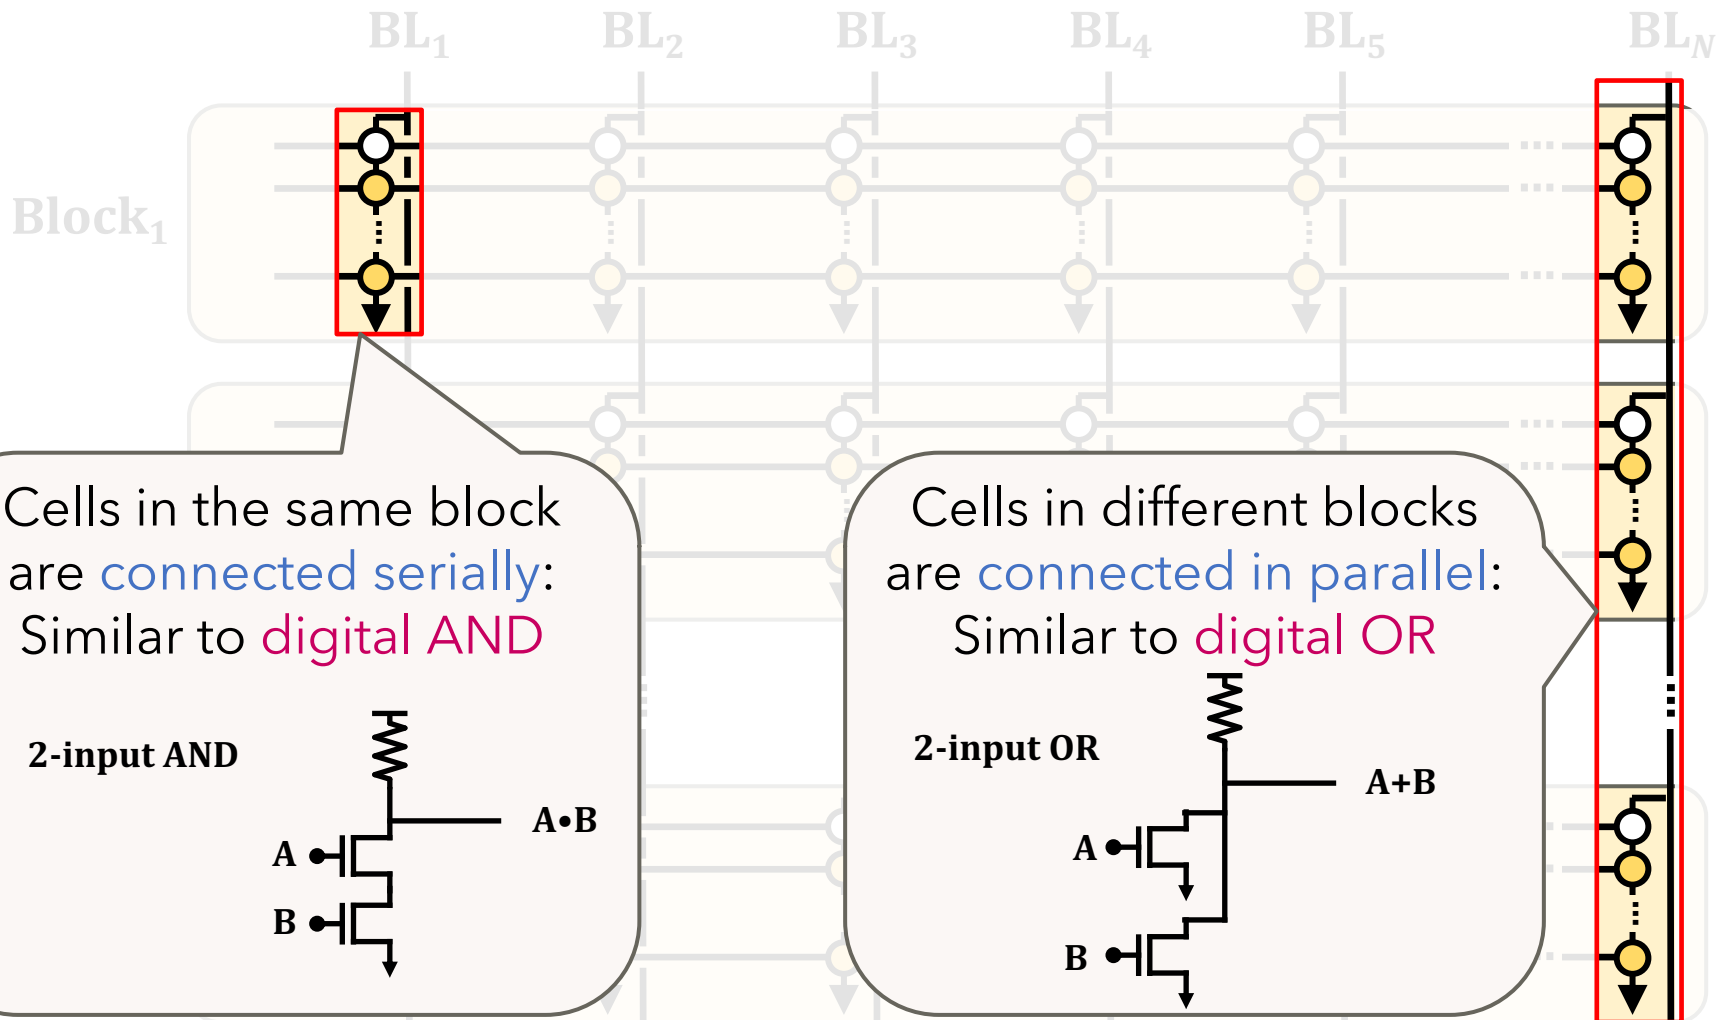 BL₁ BL₂ BL₃ BL₄ BL₅ BL_N
Block₁
Cells in the same block
are connected serially:
Similar to digital AND
2-input AND
A•B
A
B
Cells in different blocks
are connected in parallel:
Similar to digital OR
2-input OR
A+B
A
B